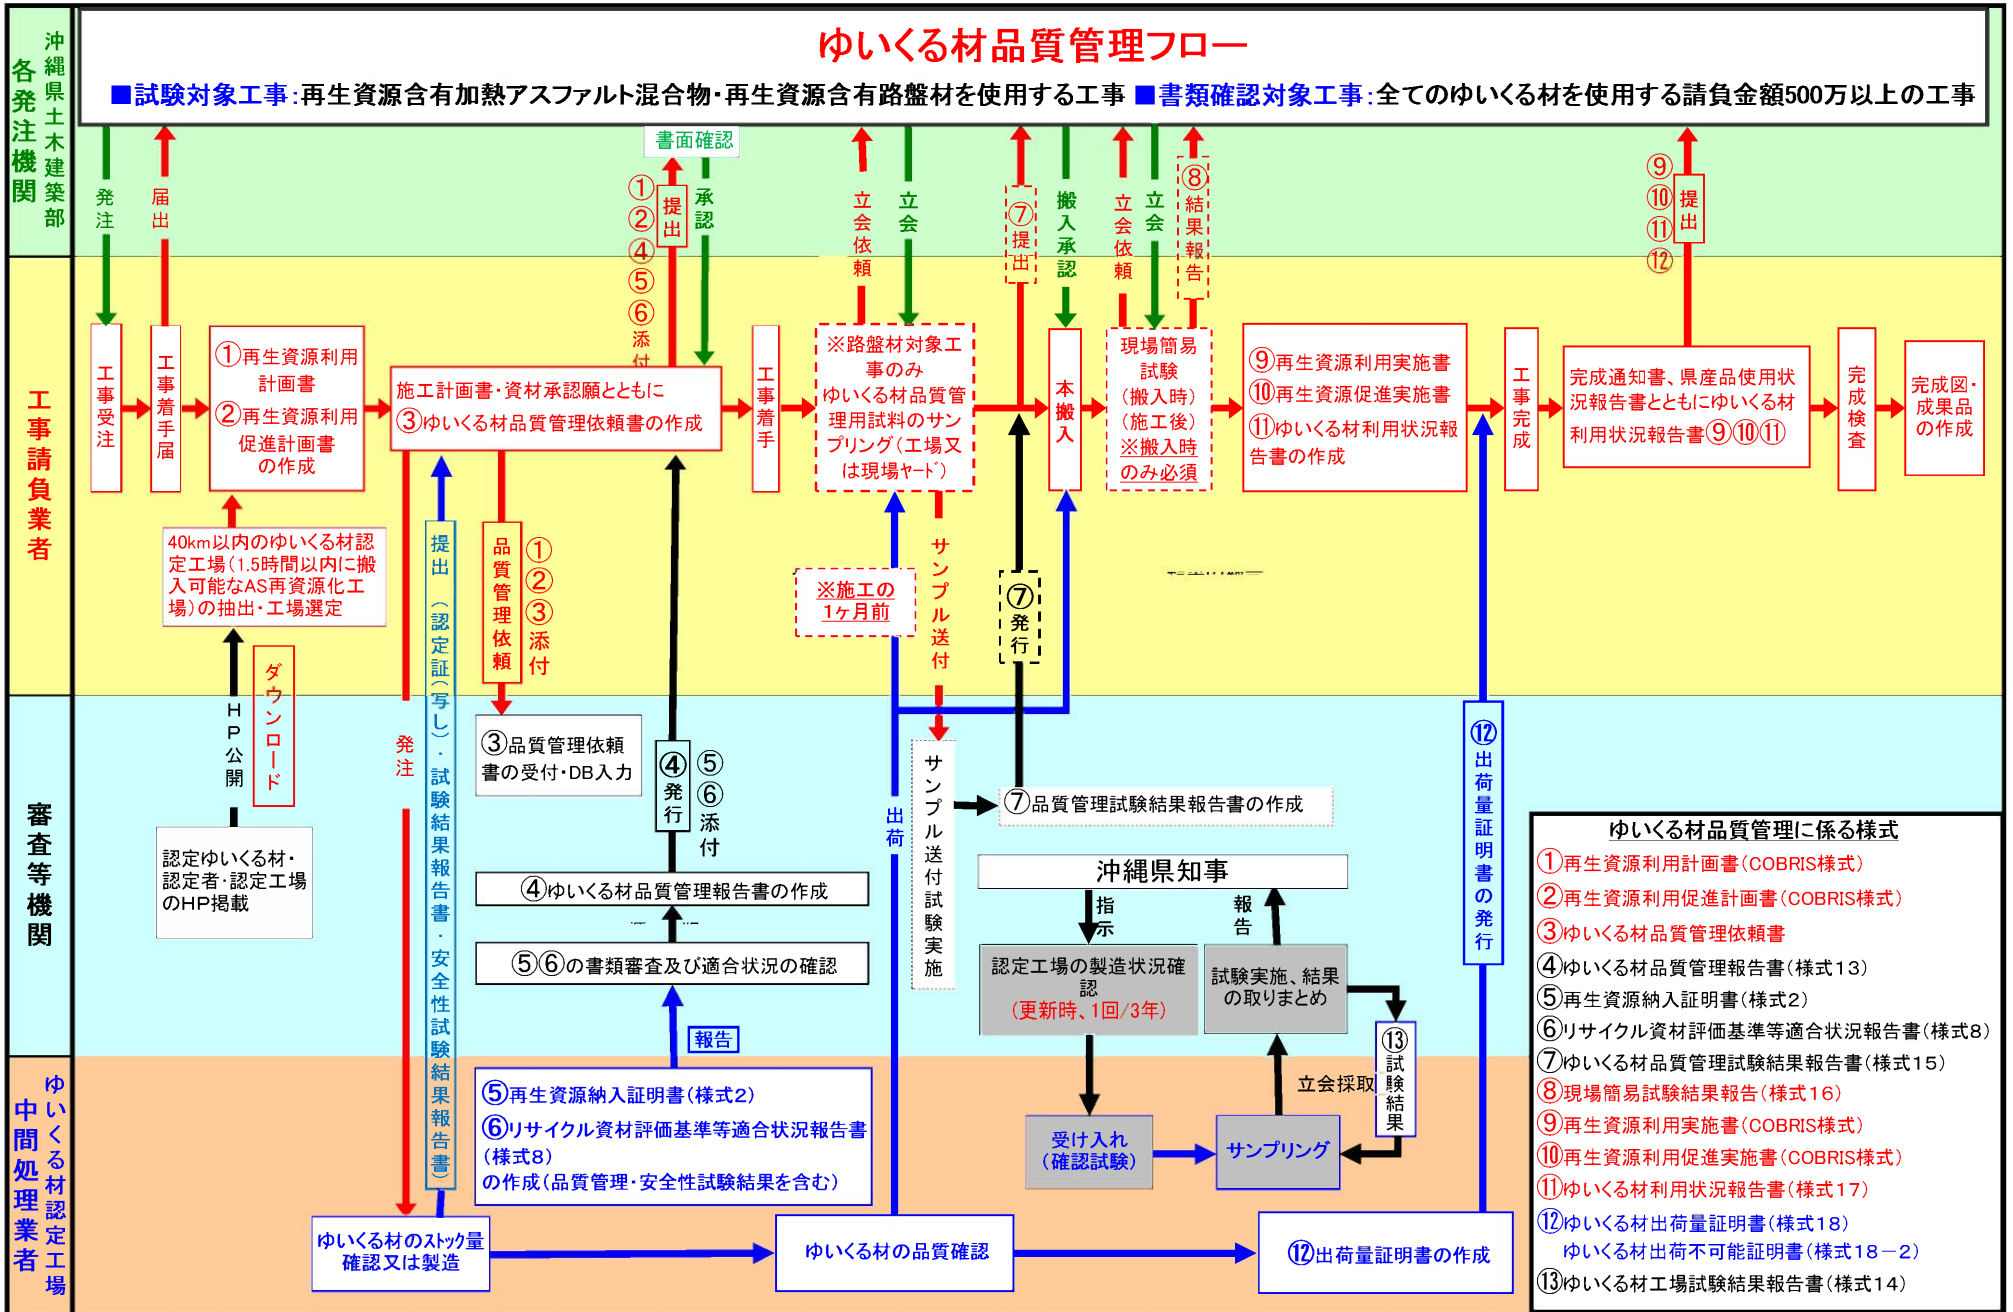 ゆいくる材品質管理フロー
■試験対象工事：再生資源含有加熱アスファルト混合物・再生資源含有路盤材を使用する工事 ■書類確認対象工事：全てのゆいくる材を使用する請負金額500万以上の工事
各発注機関
沖縄県土木建築部
発注
届出
書面確認
①
②
④
⑤
⑥
添付
提出
承認
立会依頼
立会
⑦提出
搬入承認
立会依頼
立会
⑧結果報告
⑨
⑩
⑪
⑫
提出
工事請負業者
工事受注
工事着手届
①再生資源利用
計画書
②再生資源利用
促進計画書
の作成
施工計画書・資材承認願とともに
③ゆいくる材品質管理依頼書の作成
工事着手
※路盤材対象工
事のみ
ゆいくる材品質管
理用試料のサン
プリング（工場又
は現場ヤード）
本搬入
現場簡易
試験
（搬入時）
（施工後）
※搬入時
のみ必須
⑨再生資源利用実施書
⑩再生資源促進実施書
⑪ゆいくる材利用状況報
告書の作成
工事完成
完成通知書、県産品使用状
況報告書とともにゆいくる材
利用状況報告書⑨⑩⑪
完成検査
完成図・
成果品
の作成
40km以内のゆいくる材認
定工場（1.5時間以内に搬
入可能なAS再資源化工
場）の抽出・工場選定
提出 （認定証（写し）・試験結果報告書・安全性試験結果報告書）
品質管理依頼
①
②
③
添付
※施工の
1ヶ月前
サンプル送付
⑦発行
審査等機関
HP公開
ダウンロード
認定ゆいくる材・
認定者・認定工場
のHP掲載
発注
③品質管理依頼
書の受付・DB入力
④発行
⑤
⑥
添付
④ゆいくる材品質管理報告書の作成
⑤⑥の書類審査及び適合状況の確認
報告
出荷
サンプル送付試験実施
⑦品質管理試験結果報告書の作成
沖縄県知事
指示
報告
認定工場の製造状況確
認
（更新時、1回/3年）
試験実施、結果
の取りまとめ
⑬試験結果
立会採取
⑫出荷量証明書の発行
中間処理業者
ゆいくる材認定工場
⑤再生資源納入証明書（様式2）
⑥リサイクル資材評価基準等適合状況報告書
（様式8）
の作成（品質管理・安全性試験結果を含む）
受け入れ
（確認試験）
サンプリング
ゆいくる材のストック量
確認又は製造
ゆいくる材の品質確認
⑫出荷量証明書の作成
ゆいくる材品質管理に係る様式
①再生資源利用計画書（COBRIS様式）
②再生資源利用促進計画書（COBRIS様式）
③ゆいくる材品質管理依頼書
④ゆいくる材品質管理報告書（様式13）
⑤再生資源納入証明書（様式2）
⑥リサイクル資材評価基準等適合状況報告書（様式8）
⑦ゆいくる材品質管理試験結果報告書（様式15）
⑧現場簡易試験結果報告（様式16）
⑨再生資源利用実施書（COBRIS様式）
⑩再生資源利用促進実施書（COBRIS様式）
⑪ゆいくる材利用状況報告書（様式17）
⑫ゆいくる材出荷量証明書（様式18）
ゆいくる材出荷不可能証明書（様式18－2）
⑬ゆいくる材工場試験結果報告書（様式14）